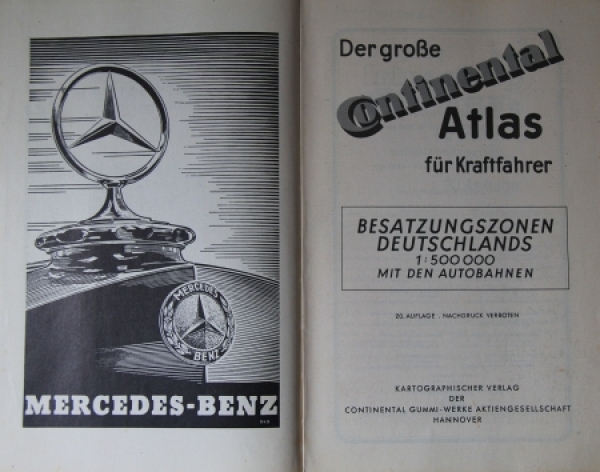 MERCEDES
BENZ
MERCEDES-BENZ
Der große
Continental
Atlas
für Kraftfahrer
BESATZUNGSZONEN
DEUTSCHLANDS
1:500 000
MIT DEN AUTOBAHNEN
20. AUFLAGE . NACHDRUCK VERBOTEN
KARTOGRAPHISCHER VERLAG
DER
CONTINENTAL GUMMI-WERKE AKTIENGESELLSCHAFT
HANNOVER